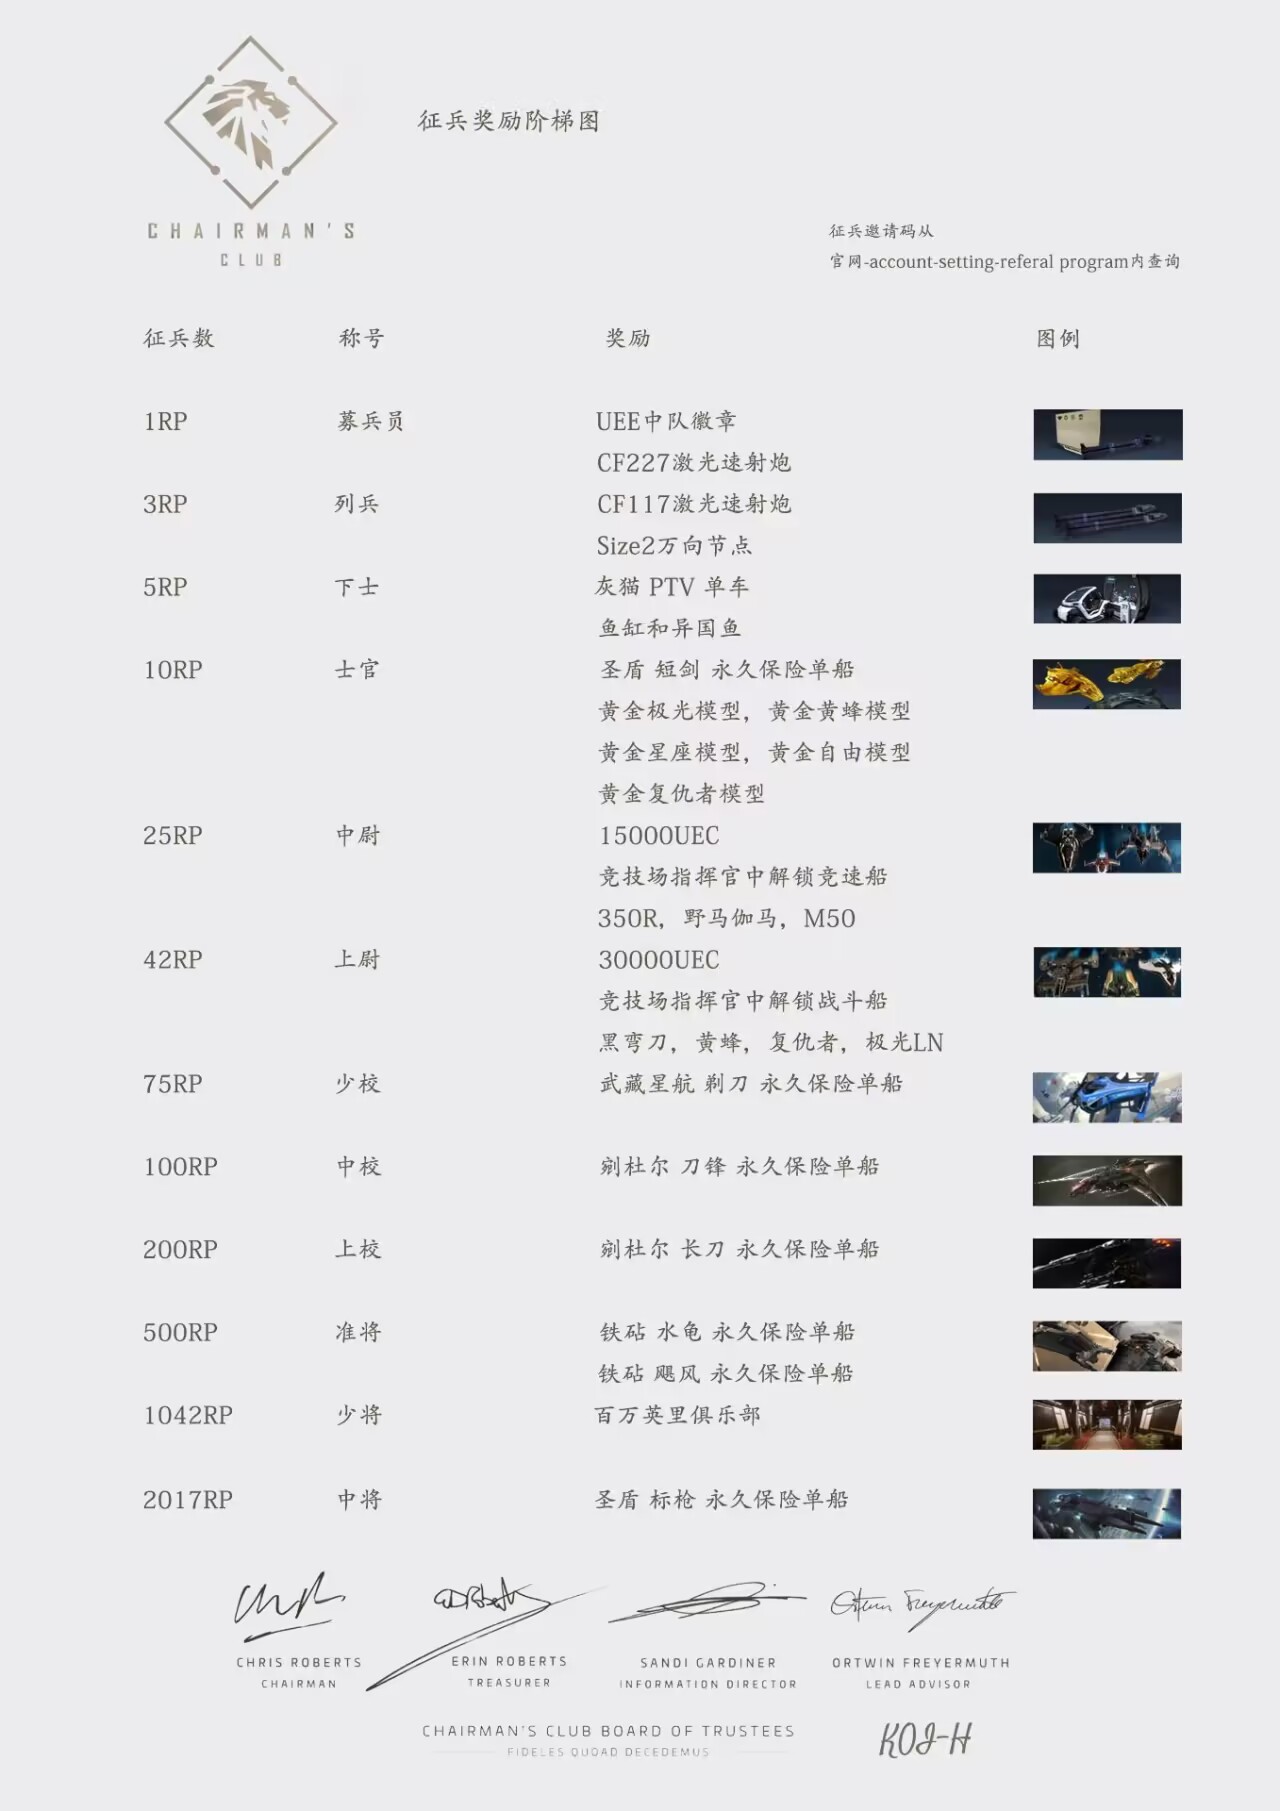 征兵奖励阶梯图
CHAIRMAN'S
CLUB
征兵邀请码从
官网-account-setting-referal program内查询
征兵数 称号 奖励 图例
1RP 募兵员 UEE中队徽章
CF227激光速射炮
3RP 列兵 CF117激光速射炮
Size2万向节点
5RP 下士 灰猫 PTV 单车
鱼缸和异国鱼
10RP 士官 圣盾 短剑 永久保险单船
黄金极光模型，黄金黄蜂模型
黄金星座模型，黄金自由模型
黄金复仇者模型
25RP 中尉 15000UEC
竞技场指挥官中解锁竞速船
350R，野马伽马，M50
42RP 上尉 30000UEC
竞技场指挥官中解锁战斗船
黑弯刀，黄蜂，复仇者，极光LN
75RP 少校 武藏星航 剃刀 永久保险单船
100RP 中校 剜杜尔 刀锋 永久保险单船
200RP 上校 剜杜尔 长刀 永久保险单船
500RP 准将 铁砧 水龟 永久保险单船
铁砧 飓风 永久保险单船
1042RP 少将 百万英里俱乐部
2017RP 中将 圣盾 标枪 永久保险单船
CHRIS ROBERTS ERIN ROBERTS SANDI GARDINER ORTWIN FREYERMUTH
CHAIRMAN TREASURER INFORMATION DIRECTOR LEAD ADVISOR
CHAIRMAN'S CLUB BOARD OF TRUSTEES
FIDELES QUOAD DECEDEMUS
KOI-H